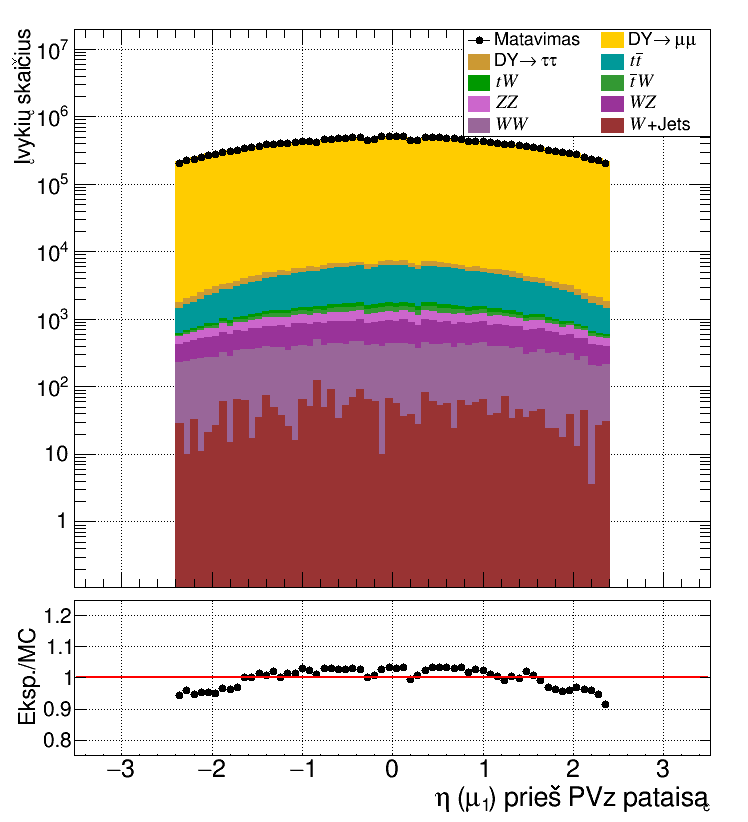 Įvykių skaičius
10⁷
10⁶
10⁵
10⁴
10³
10²
10
1
Matavimas
DY→ μμ
DY→ ττ
tt̄
tW
t̄W
ZZ
WZ
WW
W+Jets
Eksp./MC
1.2
1.1
1
0.9
0.8
−3 −2 −1 0 1 2 3
η (μ₁) prieš PVz pataisą